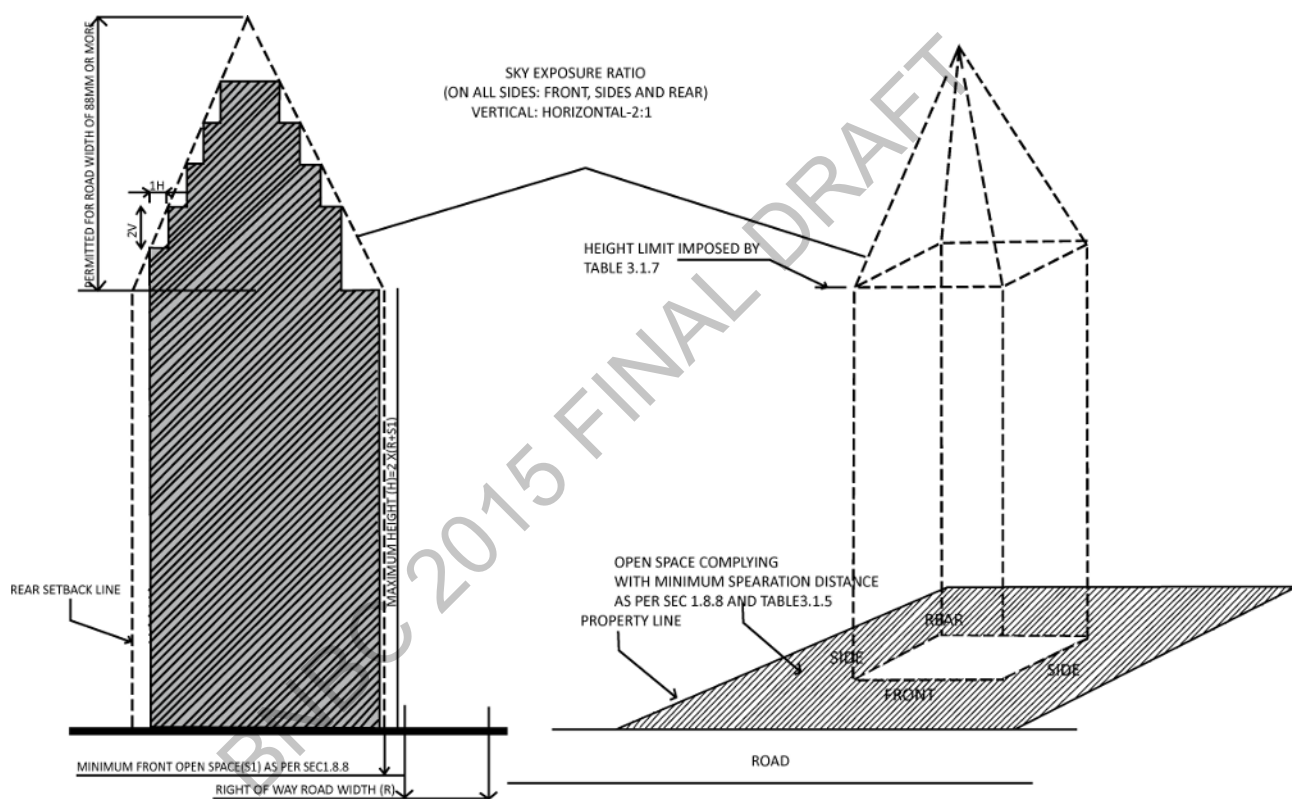 PERMITTED FOR ROAD WIDTH OF 88MM OR MORE
1H
2V
SKY EXPOSURE RATIO
(ON ALL SIDES: FRONT, SIDES AND REAR)
VERTICAL: HORIZONTAL-2:1
HEIGHT LIMIT IMPOSED BY
TABLE 3.1.7
MAXIMUM HEIGHT (H)=2 X(R+S1)
REAR SETBACK LINE
OPEN SPACE COMPLYING
WITH MINIMUM SPEARATION DISTANCE
AS PER SEC 1.8.8 AND TABLE3.1.5
PROPERTY LINE
REAR
SIDE
SIDE
FRONT
MINIMUM FRONT OPEN SPACE(S1) AS PER SEC1.8.8
RIGHT OF WAY ROAD WIDTH (R)
ROAD
BNBC 2015 FINAL DRAFT